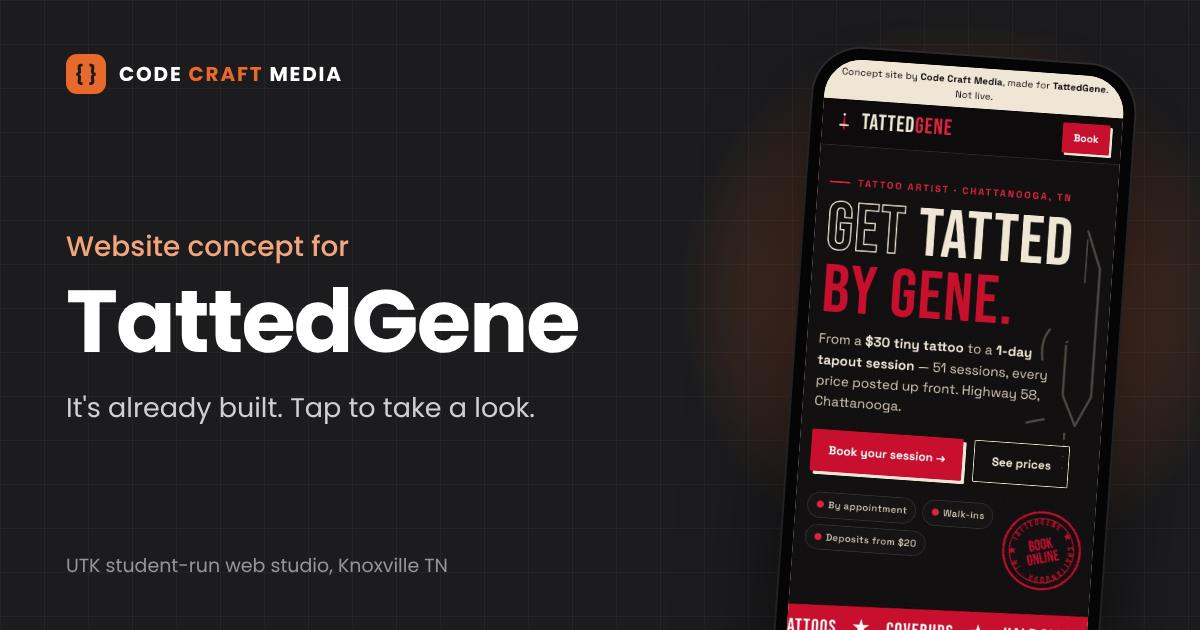 { } CODE CRAFT MEDIA
Website concept for
TattedGene
It's already built. Tap to take a look.
UTK student-run web studio, Knoxville TN
Concept site by Code Craft Media, made for TattedGene.
Not live.
TATTEDGENE
Book
TATTOO ARTIST · CHATTANOOGA, TN
GET TATTED
BY GENE.
From a $30 tiny tattoo to a 1-day
tapout session — 51 sessions, every
price posted up front. Highway 58,
Chattanooga.
Book your session →
See prices
By appointment
Walk-ins
Deposits from $20
BOOK
ONLINE
ATTOOS ★ COVERUPS ★